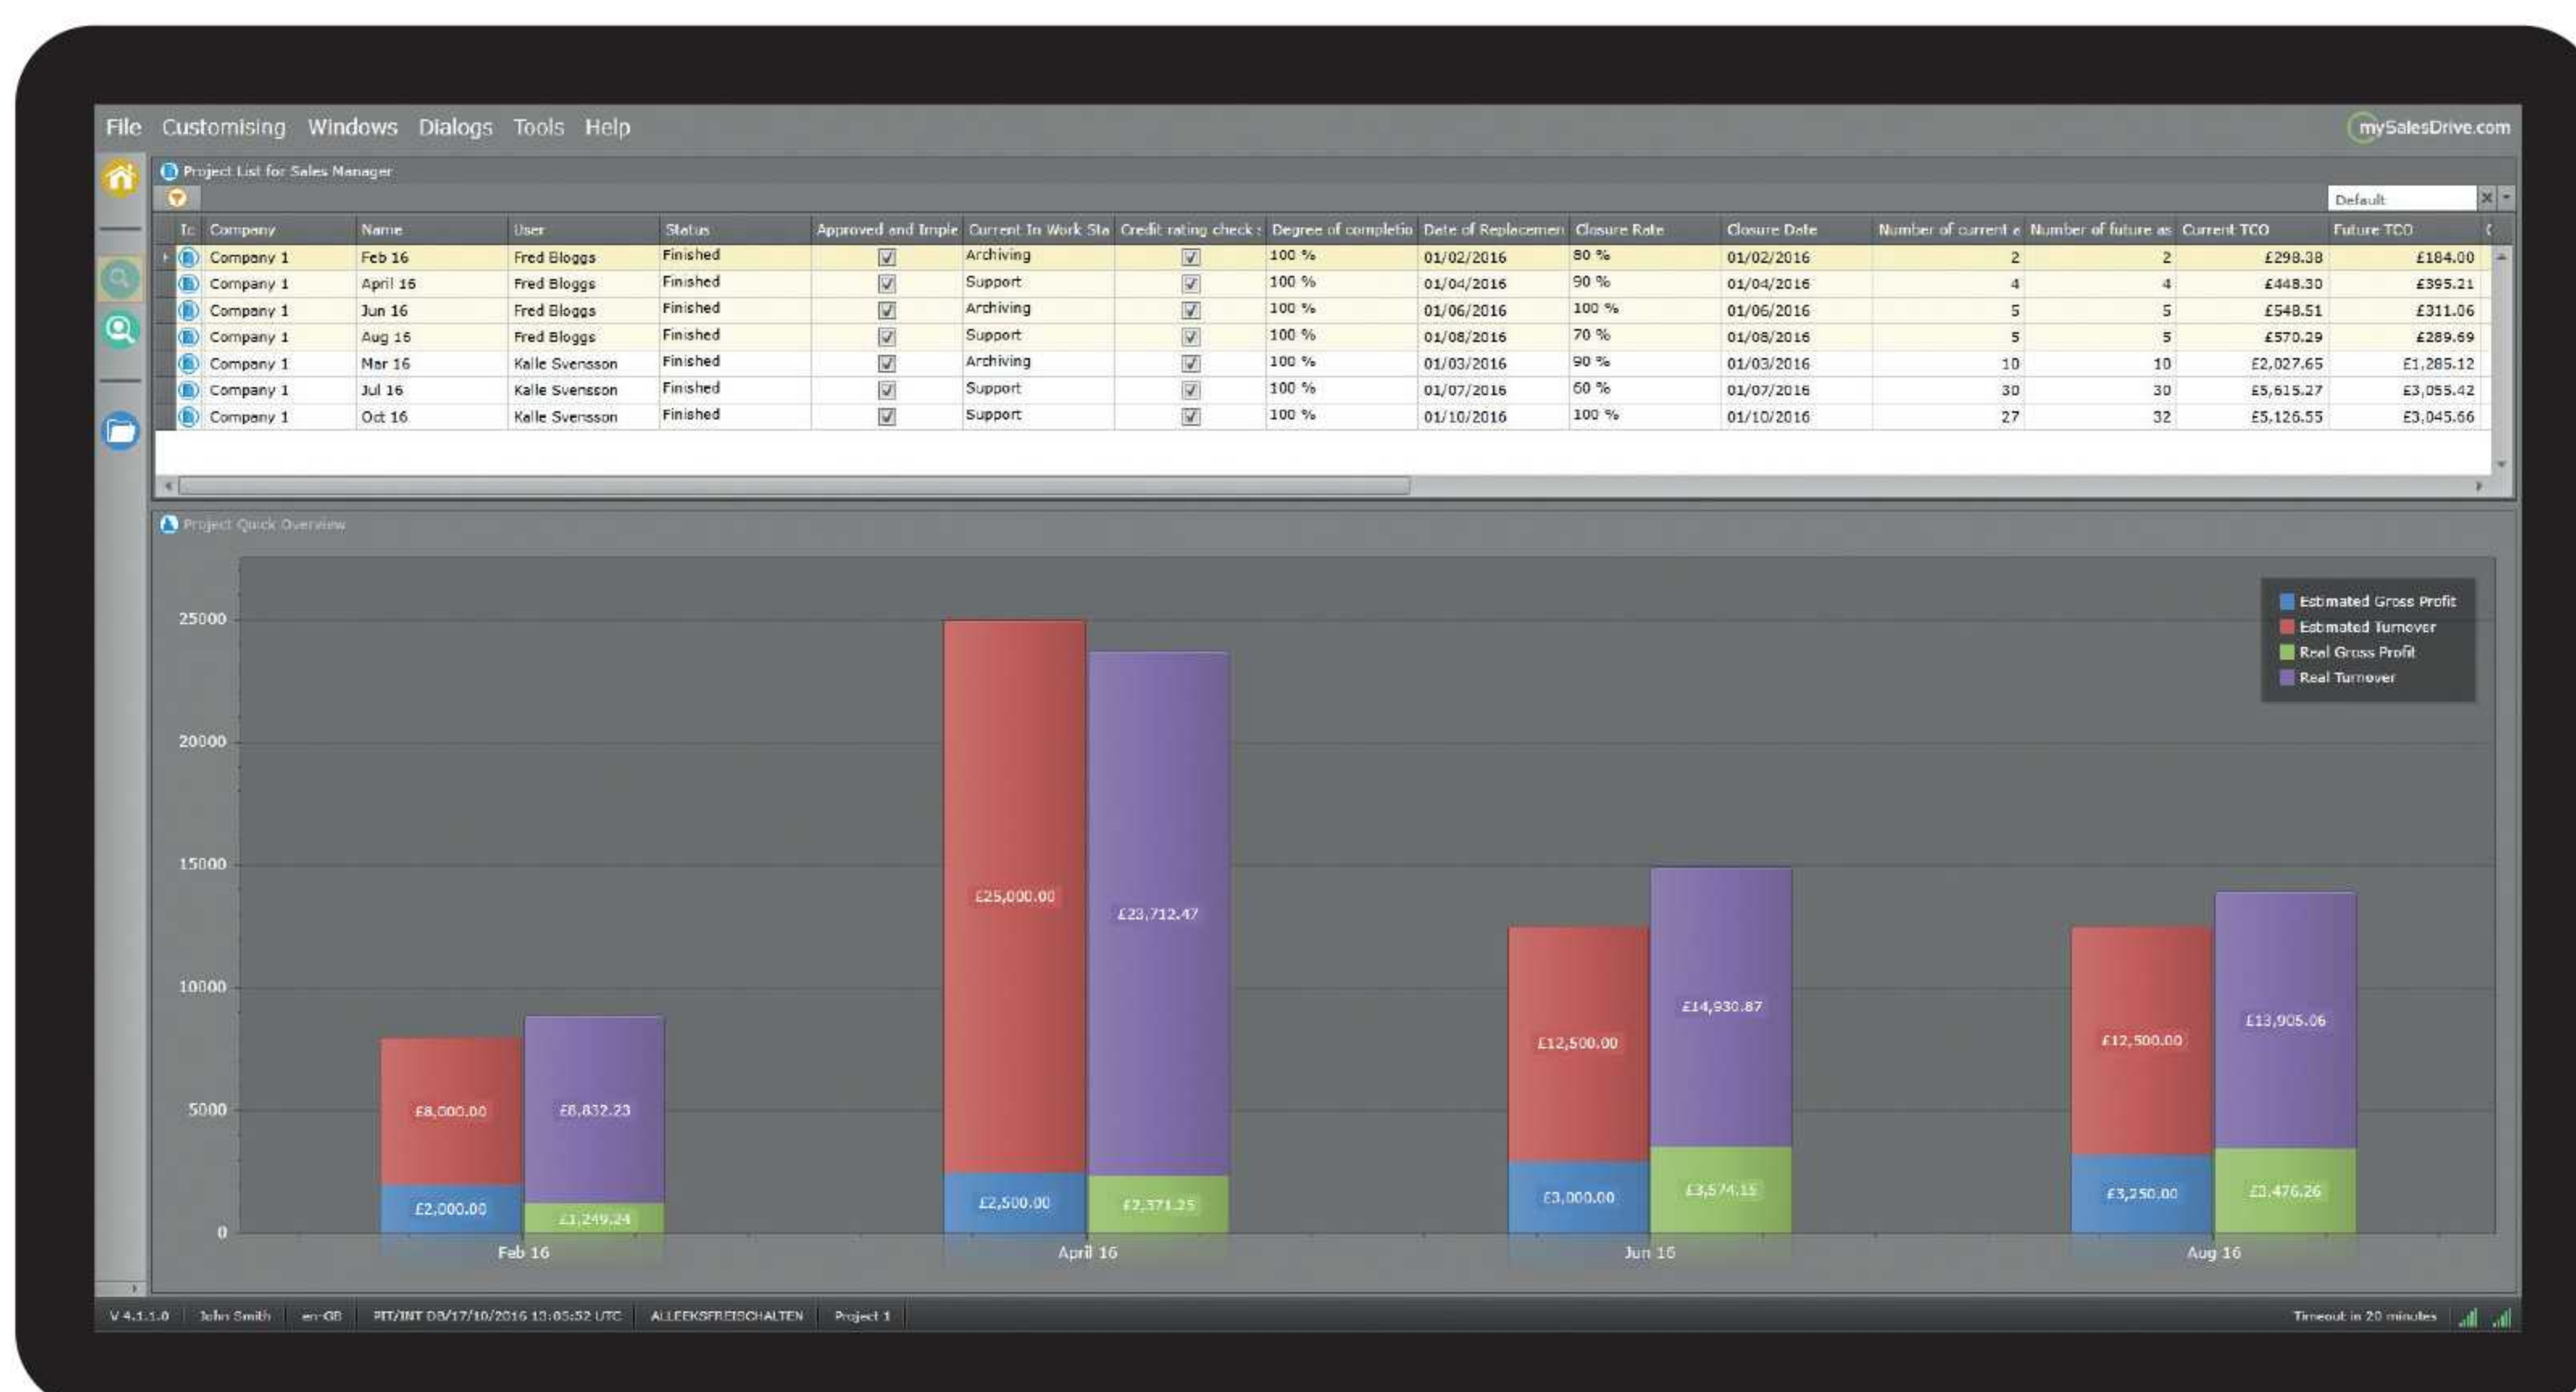 File Customising Windows Dialogs Tools Help mySalesDrive.com
Project List for Sales Manager
Default
Ic Company Name User Status Approved and Imple Current In Work Sta Credit rating check Degree of completio Date of Replacemen Closure Rate Closure Date Number of current a Number of future as Current TCO Future TCO
Company 1 Feb 16 Fred Bloggs Finished Archiving 100 % 01/02/2016 80 % 01/02/2016 2 2 £298.38 £184.00
Company 1 April 16 Fred Bloggs Finished Support 100 % 01/04/2016 90 % 01/04/2016 4 4 £448.30 £395.21
Company 1 Jun 16 Fred Bloggs Finished Archiving 100 % 01/06/2016 100 % 01/06/2016 5 5 £548.51 £311.06
Company 1 Aug 16 Fred Bloggs Finished Support 100 % 01/08/2016 70 % 01/08/2016 5 5 £570.29 £289.69
Company 1 Mar 16 Kalle Svensson Finished Archiving 100 % 01/03/2016 90 % 01/03/2016 10 10 £2,027.65 £1,285.12
Company 1 Jul 16 Kalle Svensson Finished Support 100 % 01/07/2016 60 % 01/07/2016 30 30 £5,615.27 £3,055.42
Company 1 Oct 16 Kalle Svensson Finished Support 100 % 01/10/2016 100 % 01/10/2016 27 32 £5,126.55 £3,045.66
Project Quick Overview
Estimated Gross Profit
Estimated Turnover
Real Gross Profit
Real Turnover
25000
20000
15000
10000
5000
0
£8,000.00 £8,832.23
£2,000.00 £1,249.24
£25,000.00 £23,712.47
£2,500.00 £2,371.25
£12,500.00 £14,930.87
£3,000.00 £3,574.15
£12,500.00 £13,905.06
£3,250.00 £3,476.26
Feb 16 April 16 Jun 16 Aug 16
V 4.1.1.0 John Smith en-GB PIT/INT DB/17/10/2016 13:05:52 UTC ALLEEKSFREISCHALTEN Project 1 Timeout in 20 minutes